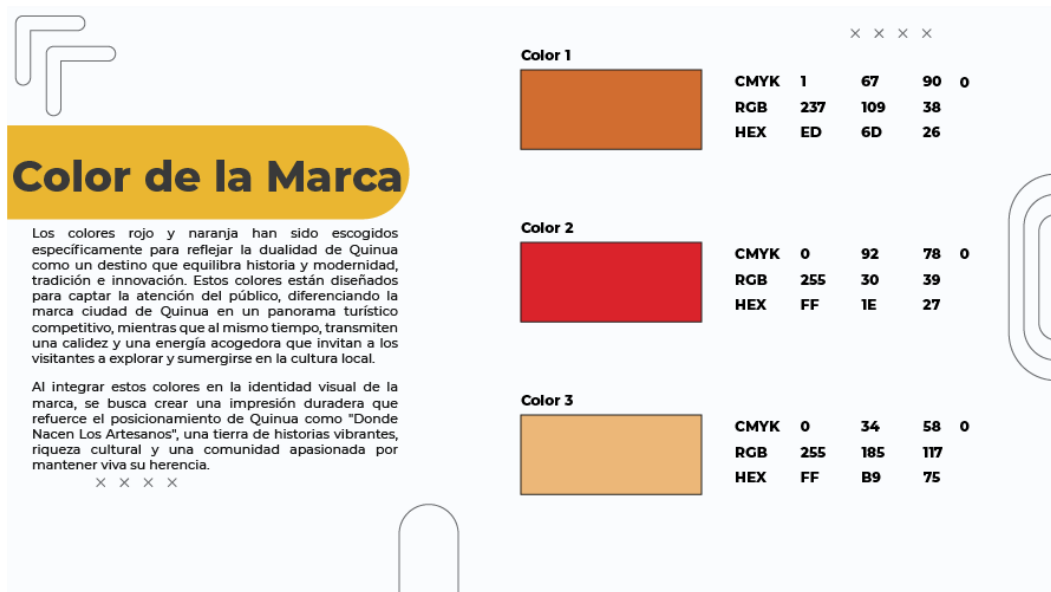 Color de la Marca
Los colores rojo y naranja han sido escogidos
específicamente para reflejar la dualidad de Quinua
como un destino que equilibra historia y modernidad,
tradición e innovación. Estos colores están diseñados
para captar la atención del público, diferenciando la
marca ciudad de Quinua en un panorama turístico
competitivo, mientras que al mismo tiempo, transmiten
una calidez y una energía acogedora que invitan a los
visitantes a explorar y sumergirse en la cultura local.
Al integrar estos colores en la identidad visual de la
marca, se busca crear una impresión duradera que
refuerce el posicionamiento de Quinua como "Donde
Nacen Los Artesanos", una tierra de historias vibrantes,
riqueza cultural y una comunidad apasionada por
mantener viva su herencia.
Color 1
CMYK 1 67 90 0
RGB 237 109 38
HEX ED 6D 26
Color 2
CMYK 0 92 78 0
RGB 255 30 39
HEX FF 1E 27
Color 3
CMYK 0 34 58 0
RGB 255 185 117
HEX FF B9 75